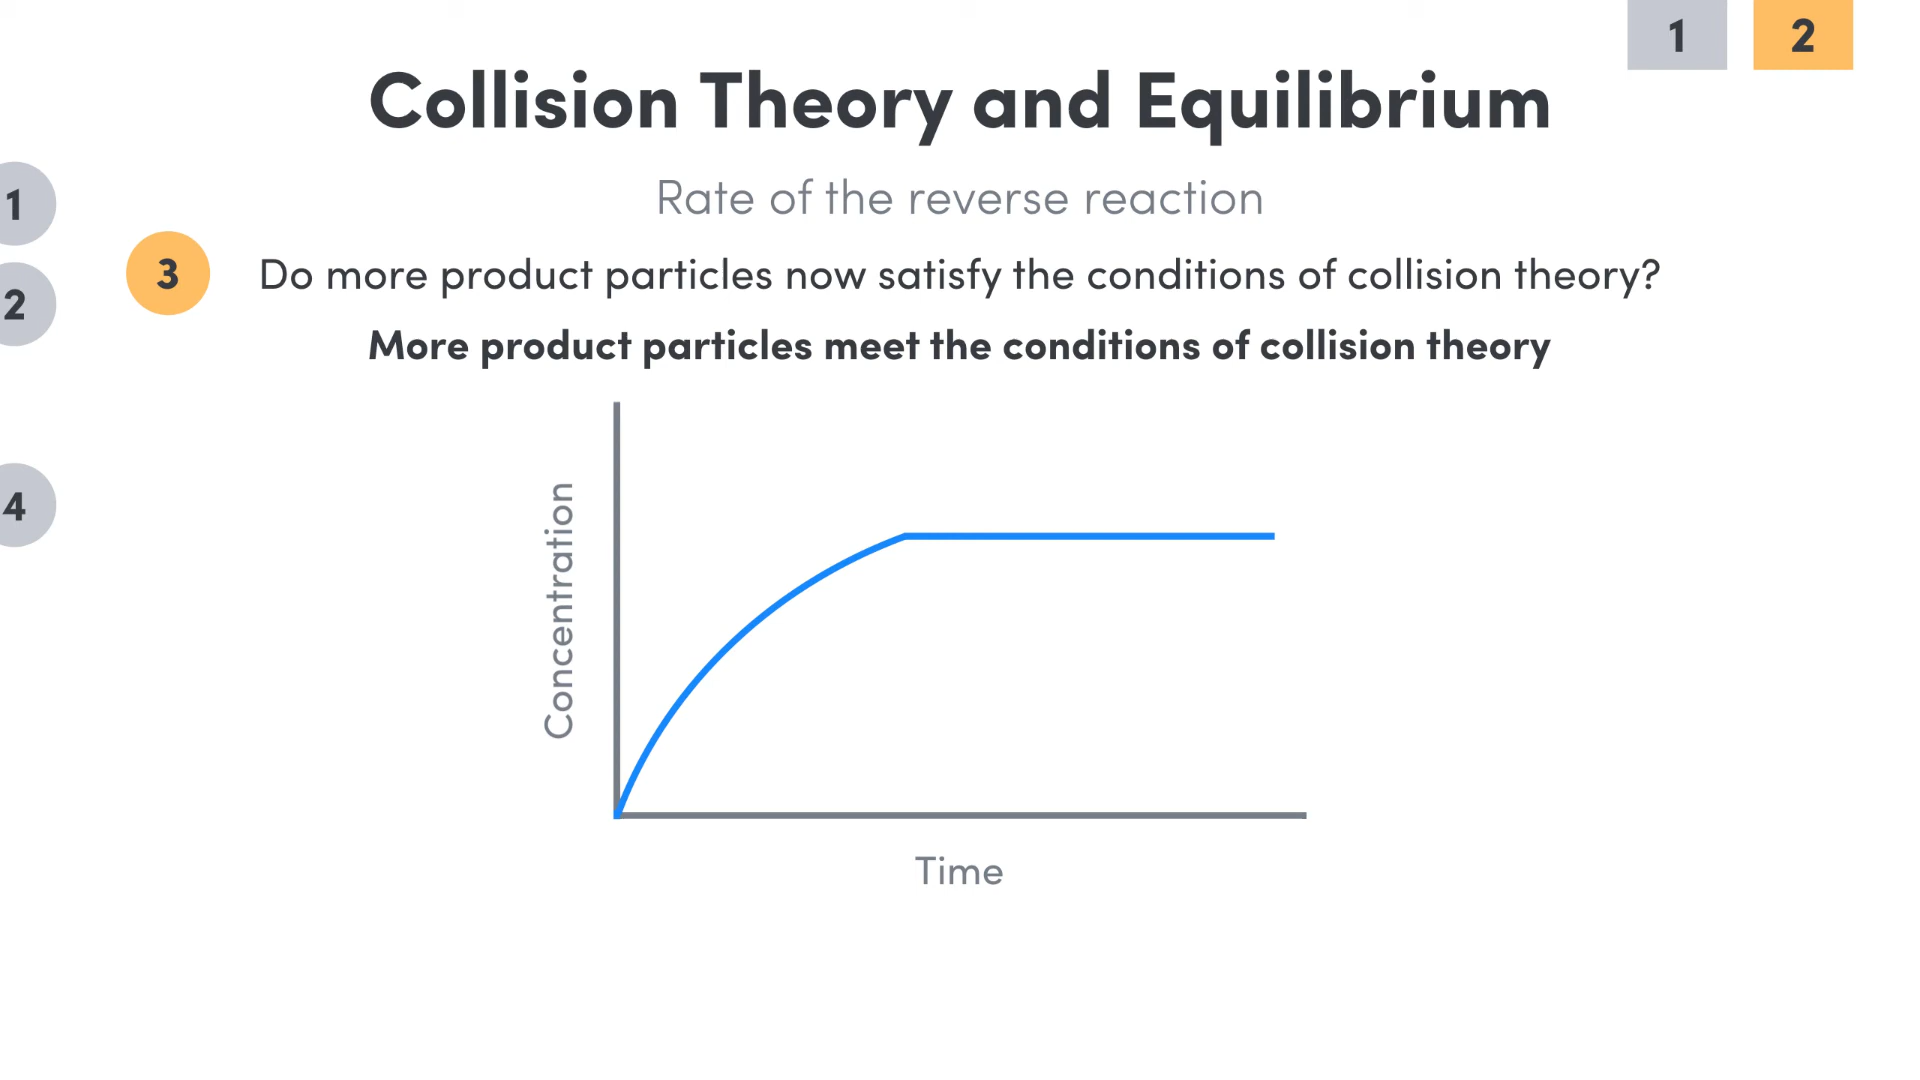 1
2
Collision Theory and Equilibrium
Rate of the reverse reaction
1
3
Do more product particles now satisfy the conditions of collision theory?
2
More product particles meet the conditions of collision theory
4
Concentration
Time